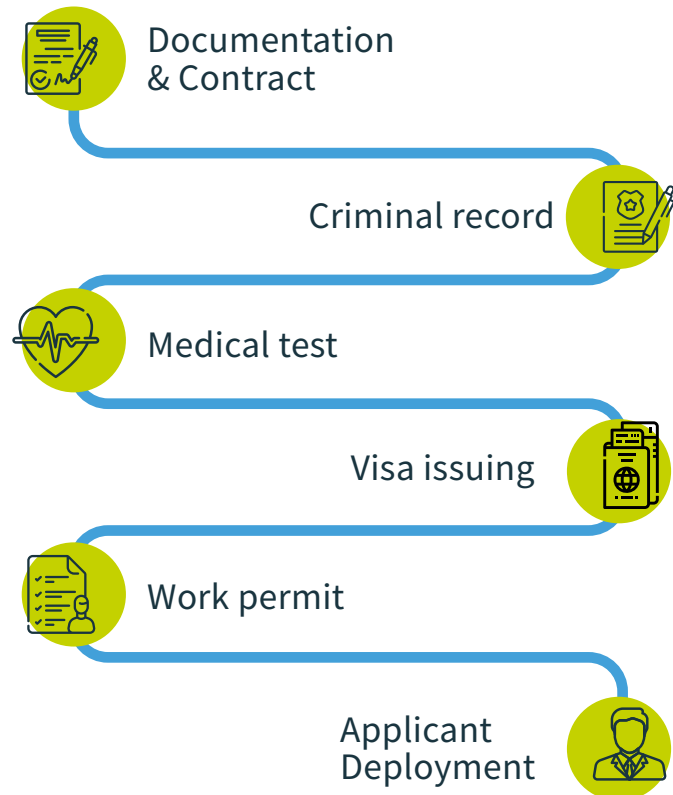 Documentation
& Contract
Criminal record
Medical test
Visa issuing
Work permit
Applicant
Deployment